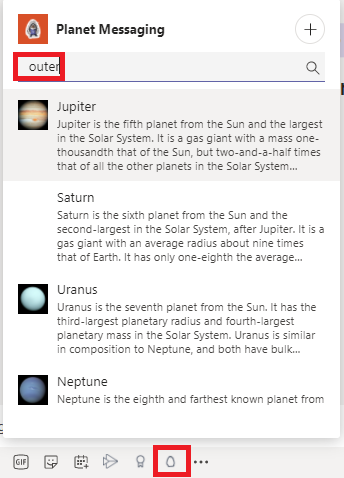 Planet Messaging
outer
Jupiter
Jupiter is the fifth planet from the Sun and the largest
in the Solar System. It is a gas giant with a mass one-
thousandth that of the Sun, but two-and-a-half times
that of all the other planets in the Solar System...
Saturn
Saturn is the sixth planet from the Sun and the
second-largest in the Solar System, after Jupiter. It is a
gas giant with an average radius about nine times
that of Earth. It has only one-eighth the average...
Uranus
Uranus is the seventh planet from the Sun. It has the
third-largest planetary radius and fourth-largest
planetary mass in the Solar System. Uranus is similar
in composition to Neptune, and both have bulk...
Neptune
Neptune is the eighth and farthest known planet from
GIF